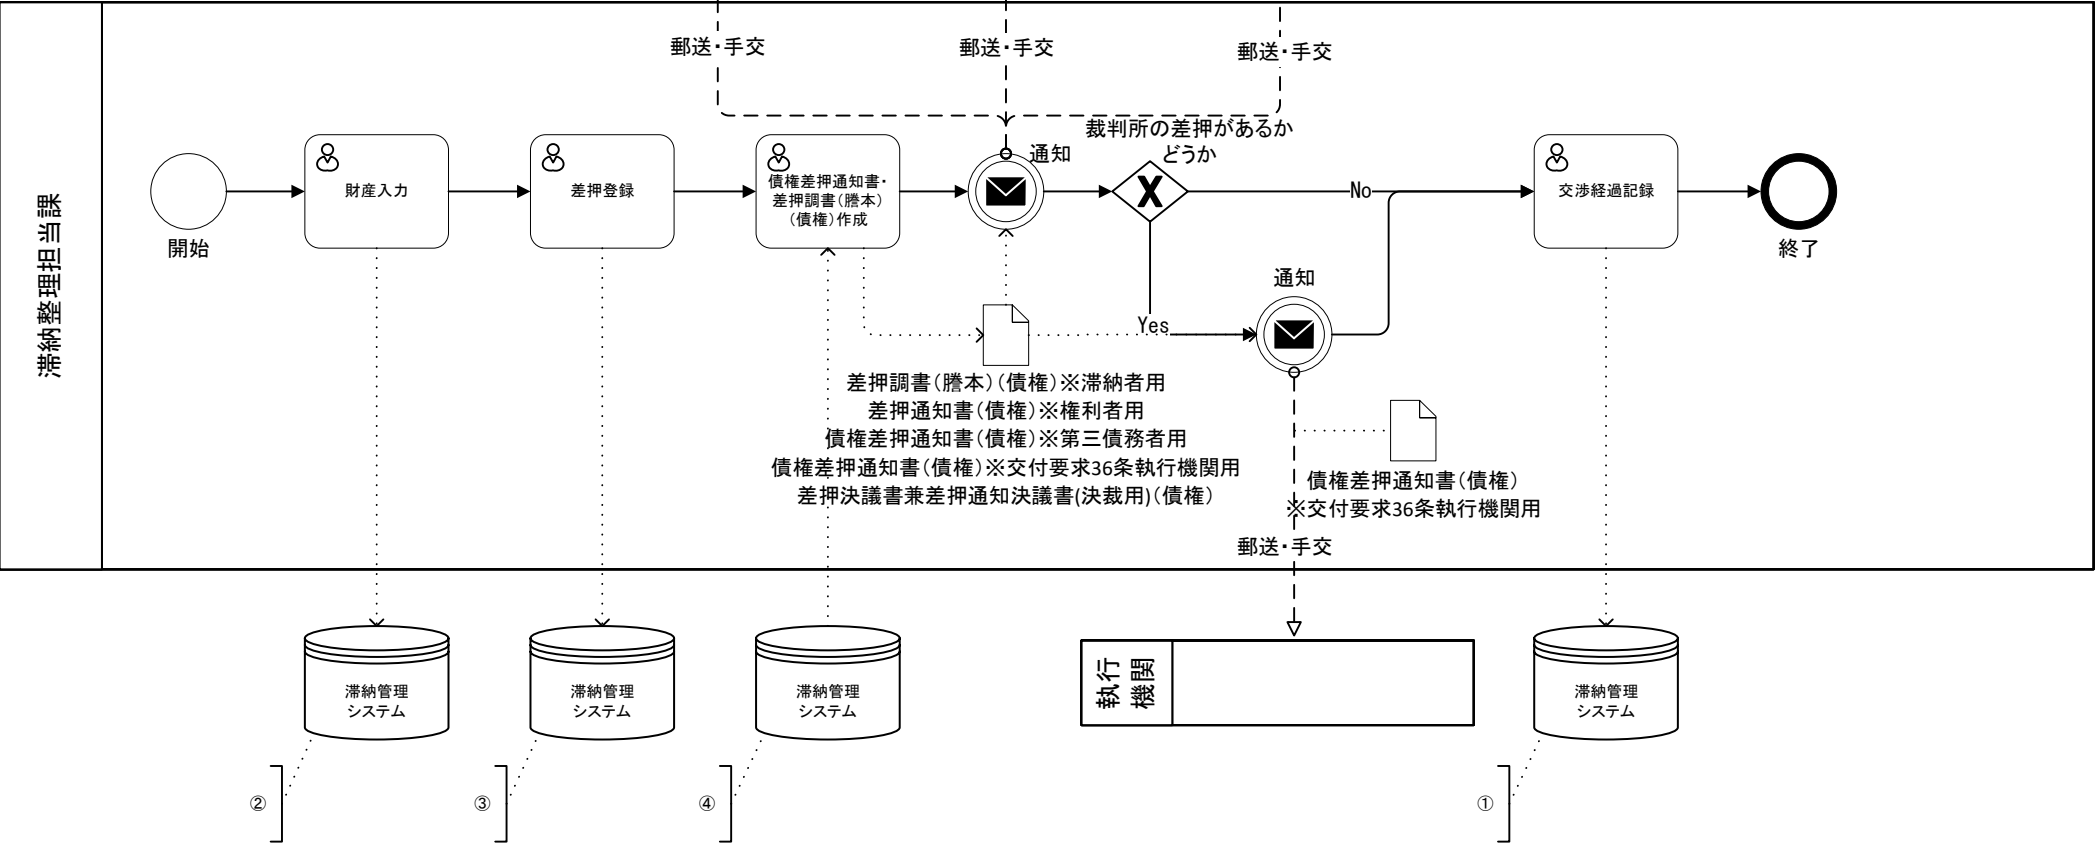 滞納整理担当課
郵送・手交
郵送・手交
郵送・手交
開始
財産入力
差押登録
債権差押通知書・
差押調書（謄本）
（債権）作成
通知
裁判所の差押があるか
どうか
No
Yes
通知
交渉経過記録
終了
差押調書（謄本）（債権）※滞納者用
差押通知書（債権）※権利者用
債権差押通知書（債権）※第三債務者用
債権差押通知書（債権）※交付要求36条執行機関用
差押決議書兼差押通知決議書(決裁用)（債権）
債権差押通知書（債権）
※交付要求36条執行機関用
郵送・手交
滞納管理
システム
滞納管理
システム
滞納管理
システム
執行
機関
滞納管理
システム
②
③
④
①